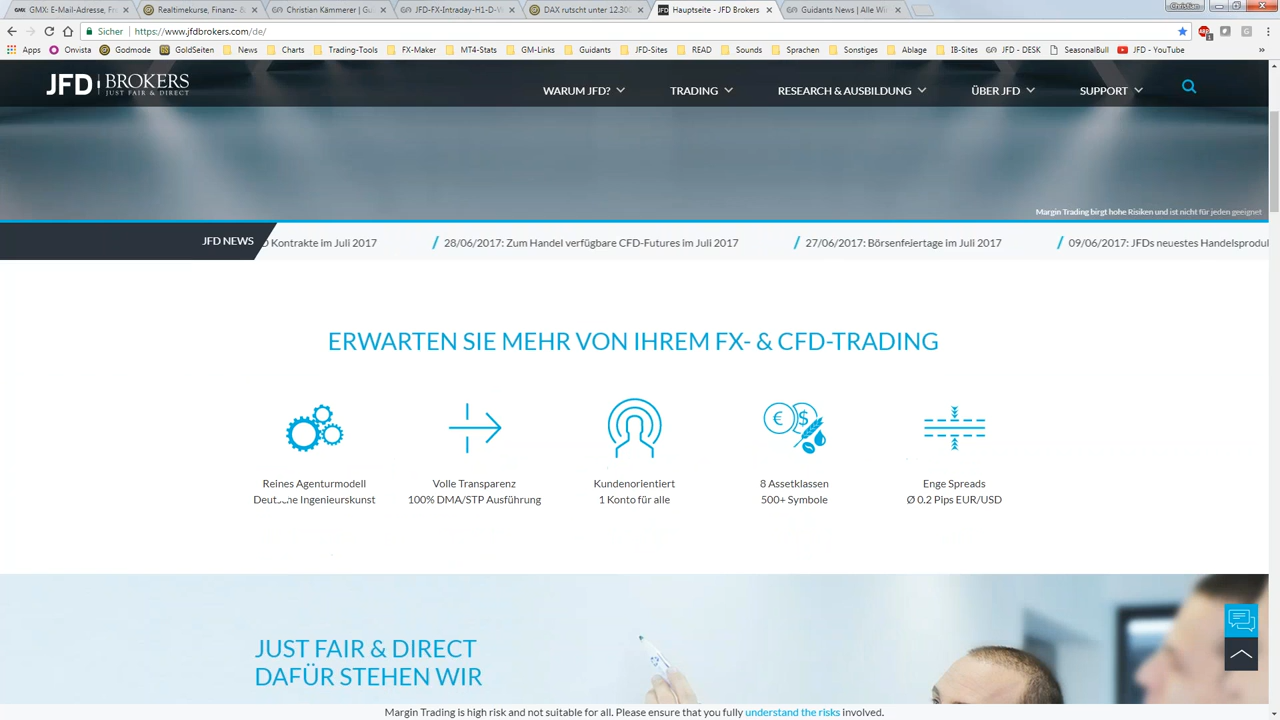 GMX: E-Mail-Adresse, Fr
Realtimekurse, Finanz- &
Christian Kämmerer | Gu
JFD-FX-Intraday-H1-D-W
DAX rutscht unter 12.300
Hauptseite - JFD Brokers
Guidants News | Alle Wi
Christian
Sicher
https://www.jfdbrokers.com/de/
Apps
Onvista
Godmode
GoldSeiten
News
Charts
Trading-Tools
FX-Maker
MT4-Stats
GM-Links
Guidants
JFD-Sites
READ
Sound:
Sprachen
Sonstiges
Ablage
IB-Sites
JFD - DESK
SeasonalBull
JFD - YouTube
JFD BROKERS
JUST FAIR & DIRECT
WARUM JFD?
TRADING
RESEARCH & AUSBILDUNG
ÜBER JFD
SUPPORT
Margin Trading birgt hohe Risiken und ist nicht für jeden geeignet
JFD NEWS
D Kontrakte im Juli 2017
/ 28/06/2017: Zum Handel verfügbare CFD-Futures im Juli 2017
/ 27/06/2017: Börsenfeiertage im Juli 2017
/ 09/06/2017: JFDs neuestes Handelsprodu
ERWARTEN SIE MEHR VON IHREM FX- & CFD-TRADING
Reines Agenturmodell
Deutsche Ingenieurskunst
Volle Transparenz
100% DMA/STP Ausführung
Kundenorientiert
1 Konto für alle
8 Assetklassen
500+ Symbole
Enge Spreads
Ø 0.2 Pips EUR/USD
JUST FAIR & DIRECT
DAFÜR STEHEN WIR
Margin Trading is high risk and not suitable for all. Please ensure that you fully understand the risks involved.